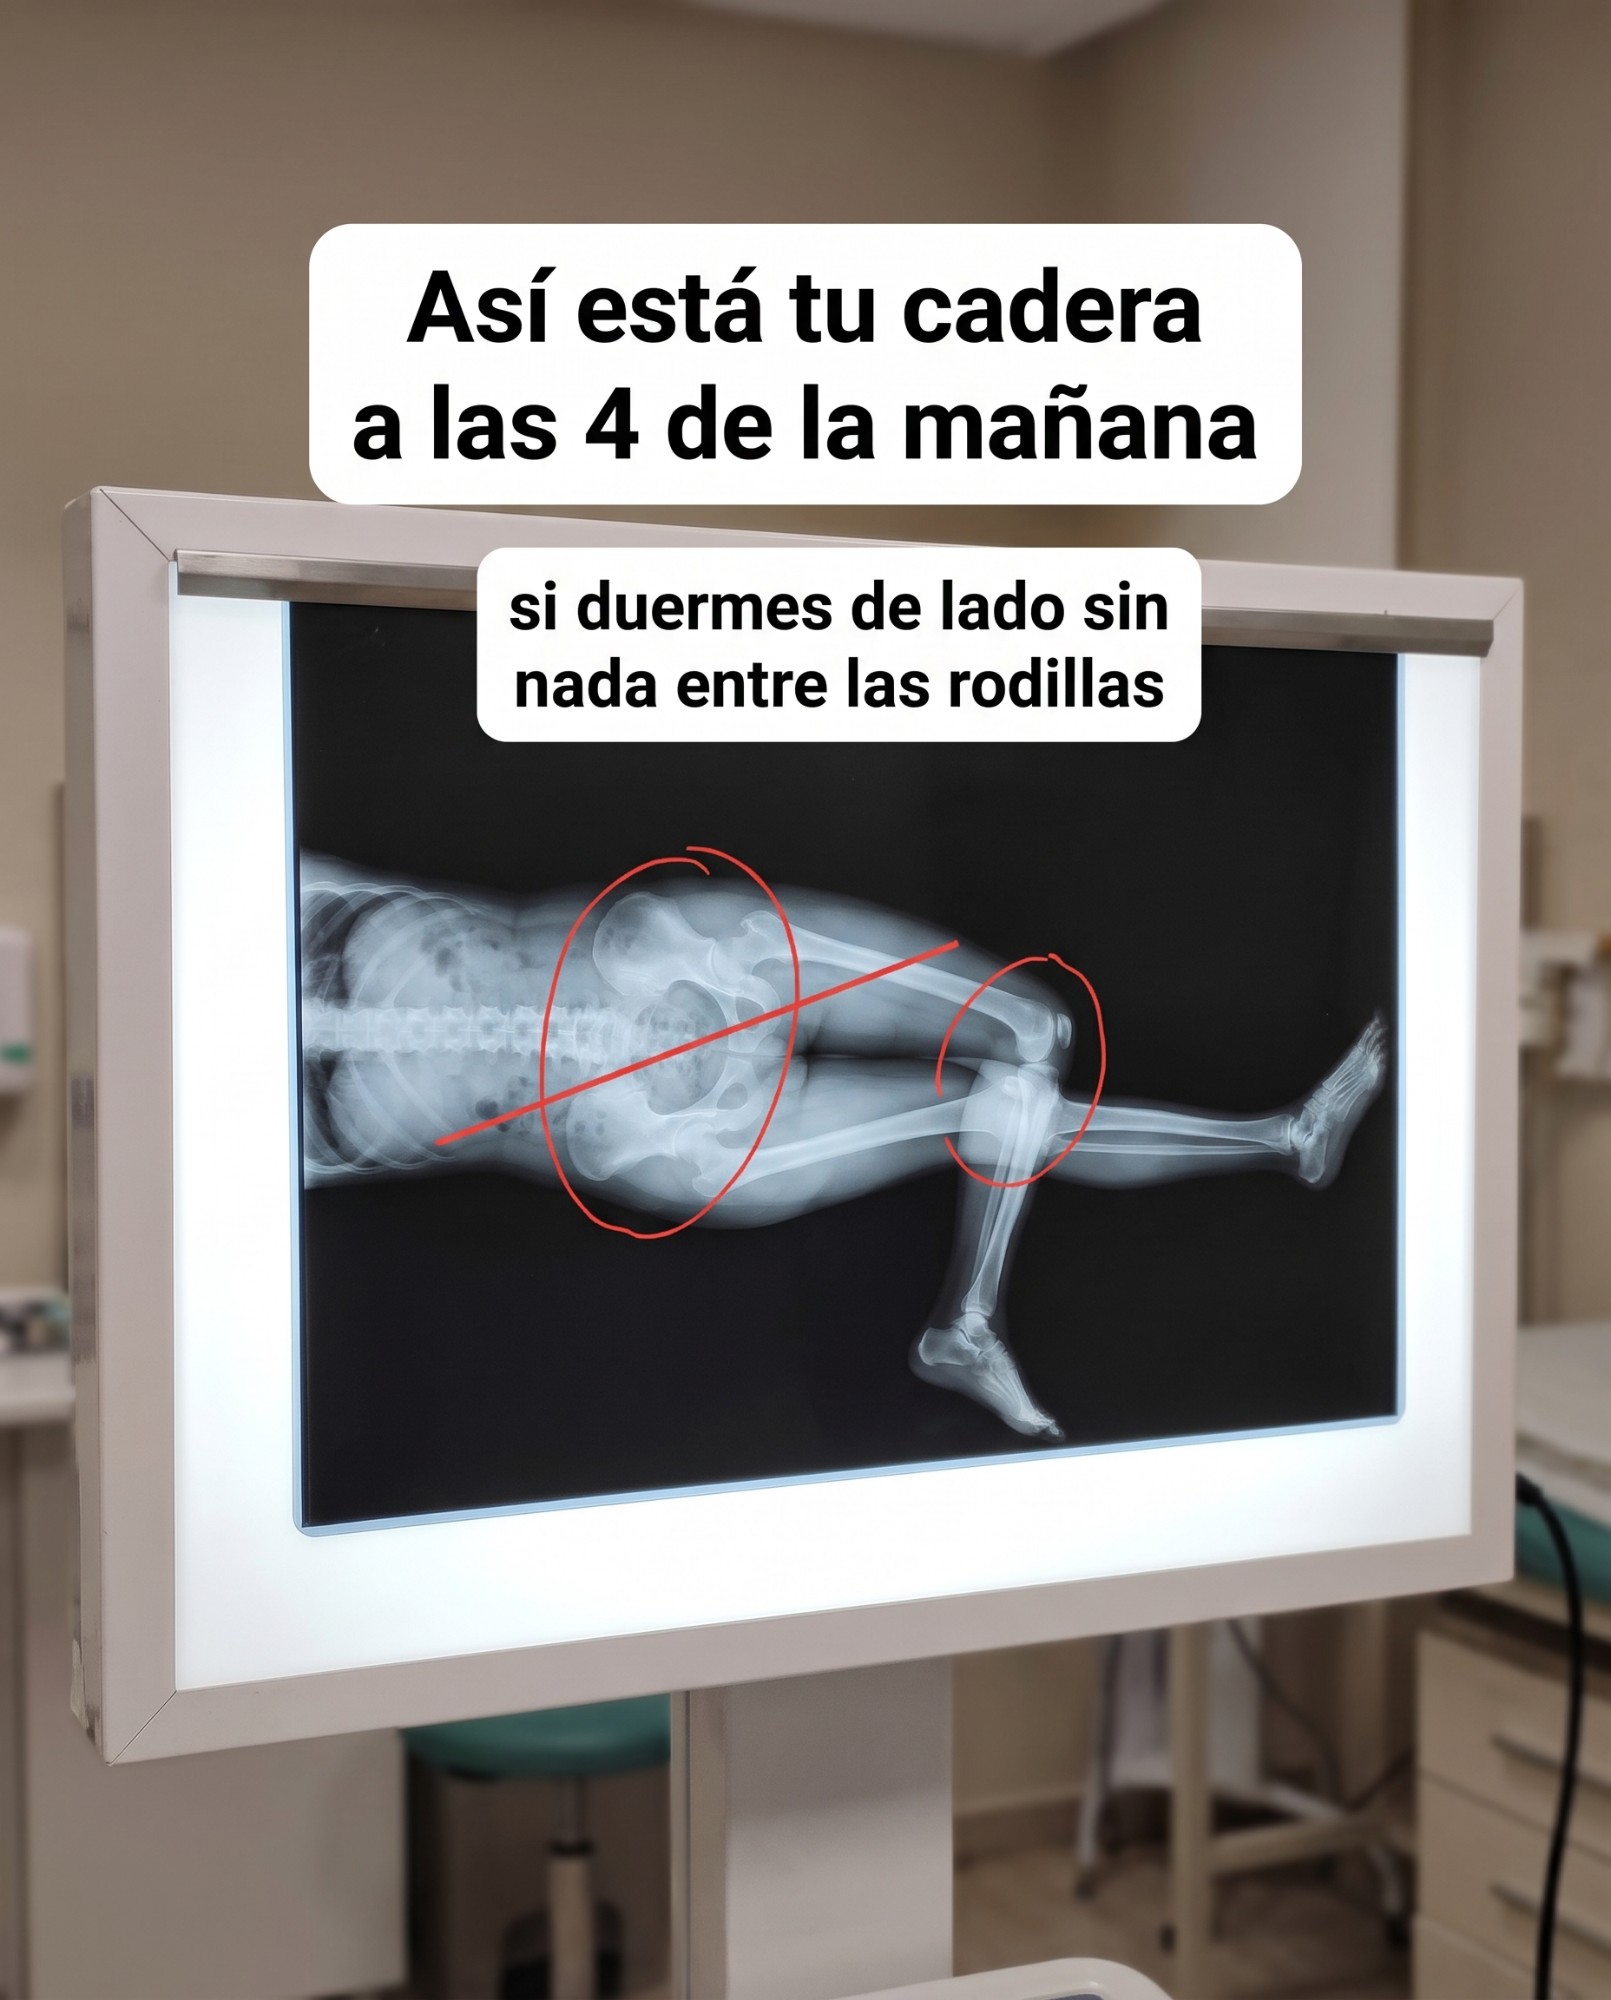 Así está tu cadera
a las 4 de la mañana
si duermes de lado sin
nada entre las rodillas